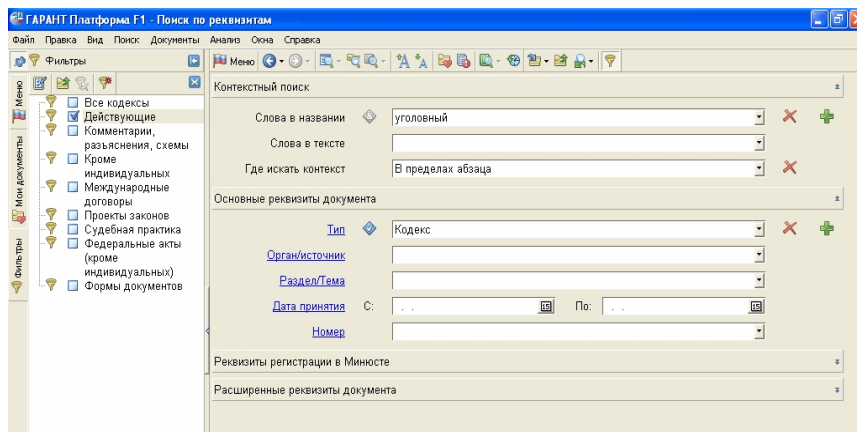 ГАРАНТ Платформа F1 - Поиск по реквизитам
Файл Правка Вид Поиск Документы Анализ Окна Справка
Фильтры
Меню
Меню
Мои документы
Фильтры
Все кодексы
Действующие
Комментарии,
разъяснения, схемы
Кроме
индивидуальных
Международные
договоры
Проекты законов
Судебная практика
Федеральные акты
(кроме
индивидуальных)
Формы документов
Контекстный поиск
Слова в названии уголовный
Слова в тексте
Где искать контекст В пределах абзаца
Основные реквизиты документа
Тип Кодекс
Орган/источник
Раздел/Тема
Дата принятия С: . . 15 По: . . 15
Номер
Реквизиты регистрации в Минюсте
Расширенные реквизиты документа